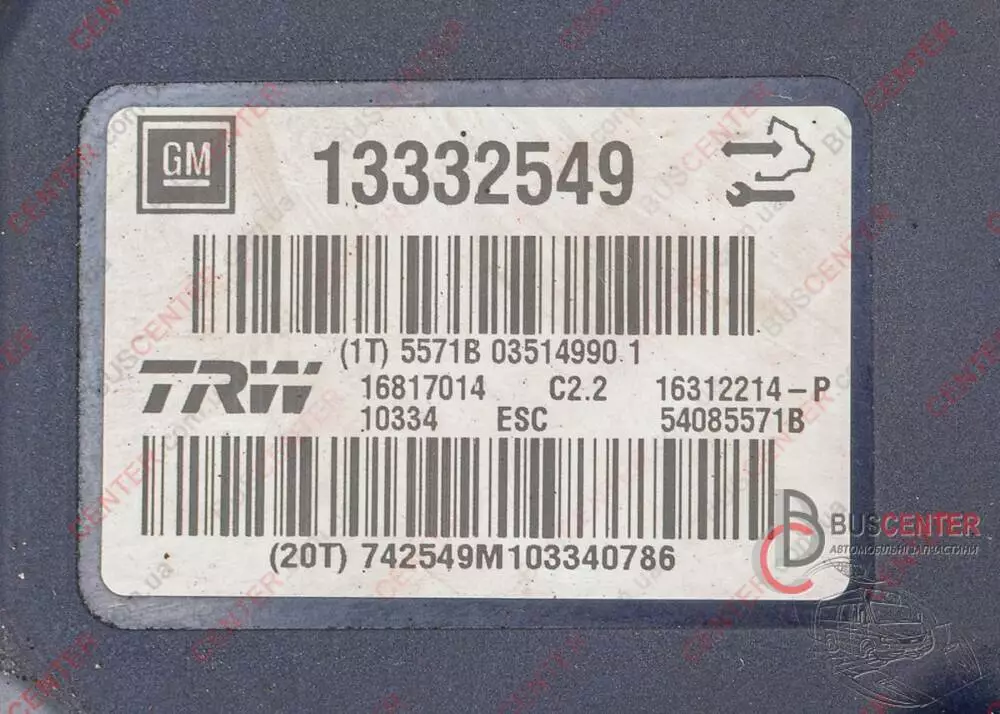 GM
13332549
(1T) 5571B 03514990 1
TRW
16817014 C2.2 16312214-P
10334 ESC 54085571B
(20T) 742549M103340786
BUSCENTER
АВТОМОБІЛЬНІ ЗАПЧАСТИНИ